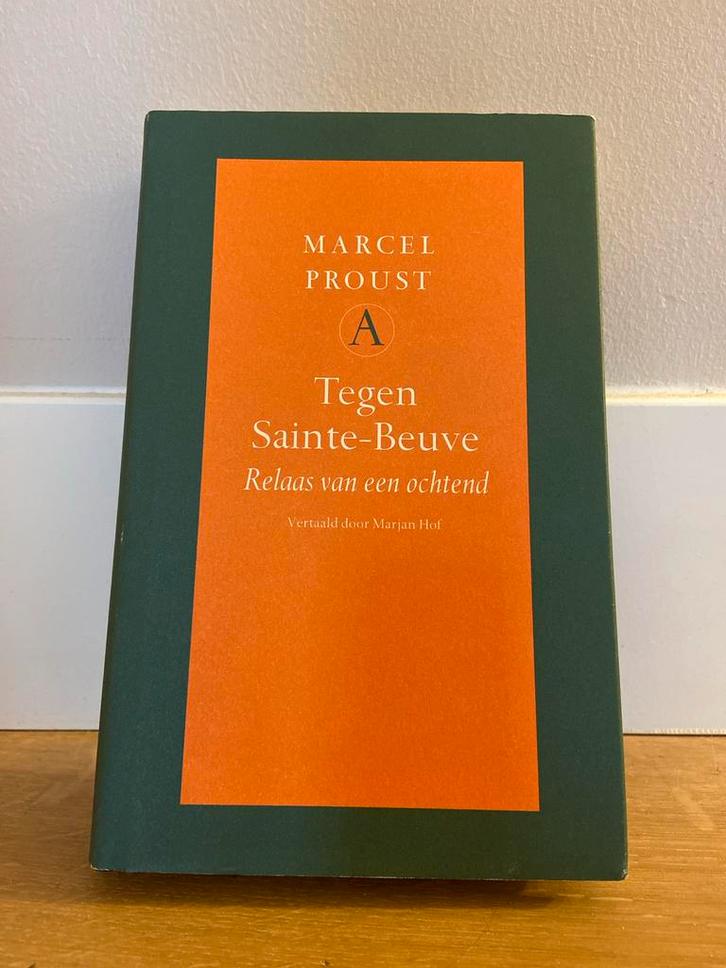 MARCEL
PROUST
A
Tegen
Sainte-Beuve
Relaas van een ochtend
Vertaald door Marjan Hof